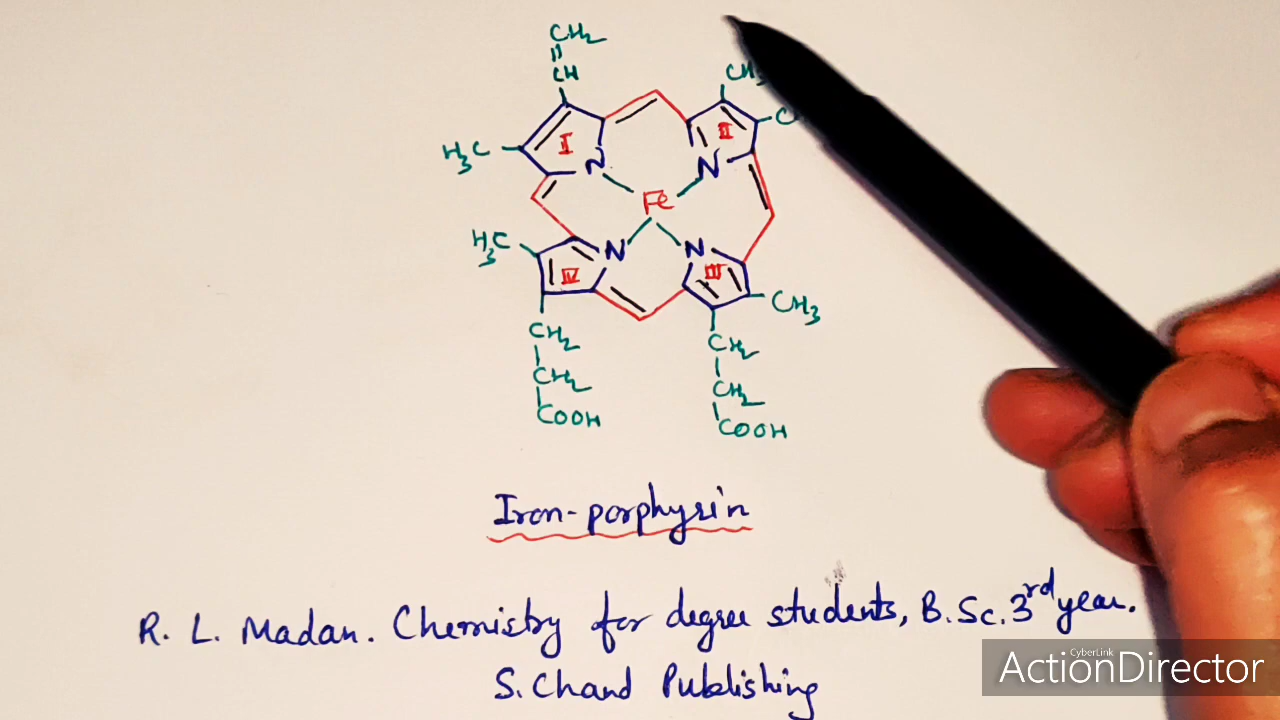 CH2
CH
CH3
C
I
II
H3C
N
N
Fe
H3C
N
N
IV
III
CH3
CH2
CH2
CH2
CH2
COOH
COOH
Iron-porphyrin
R. L. Madan. Chemistry for degree students, B.Sc. 3rd year.
S. Chand Publishing
CyberLink
ActionDirector